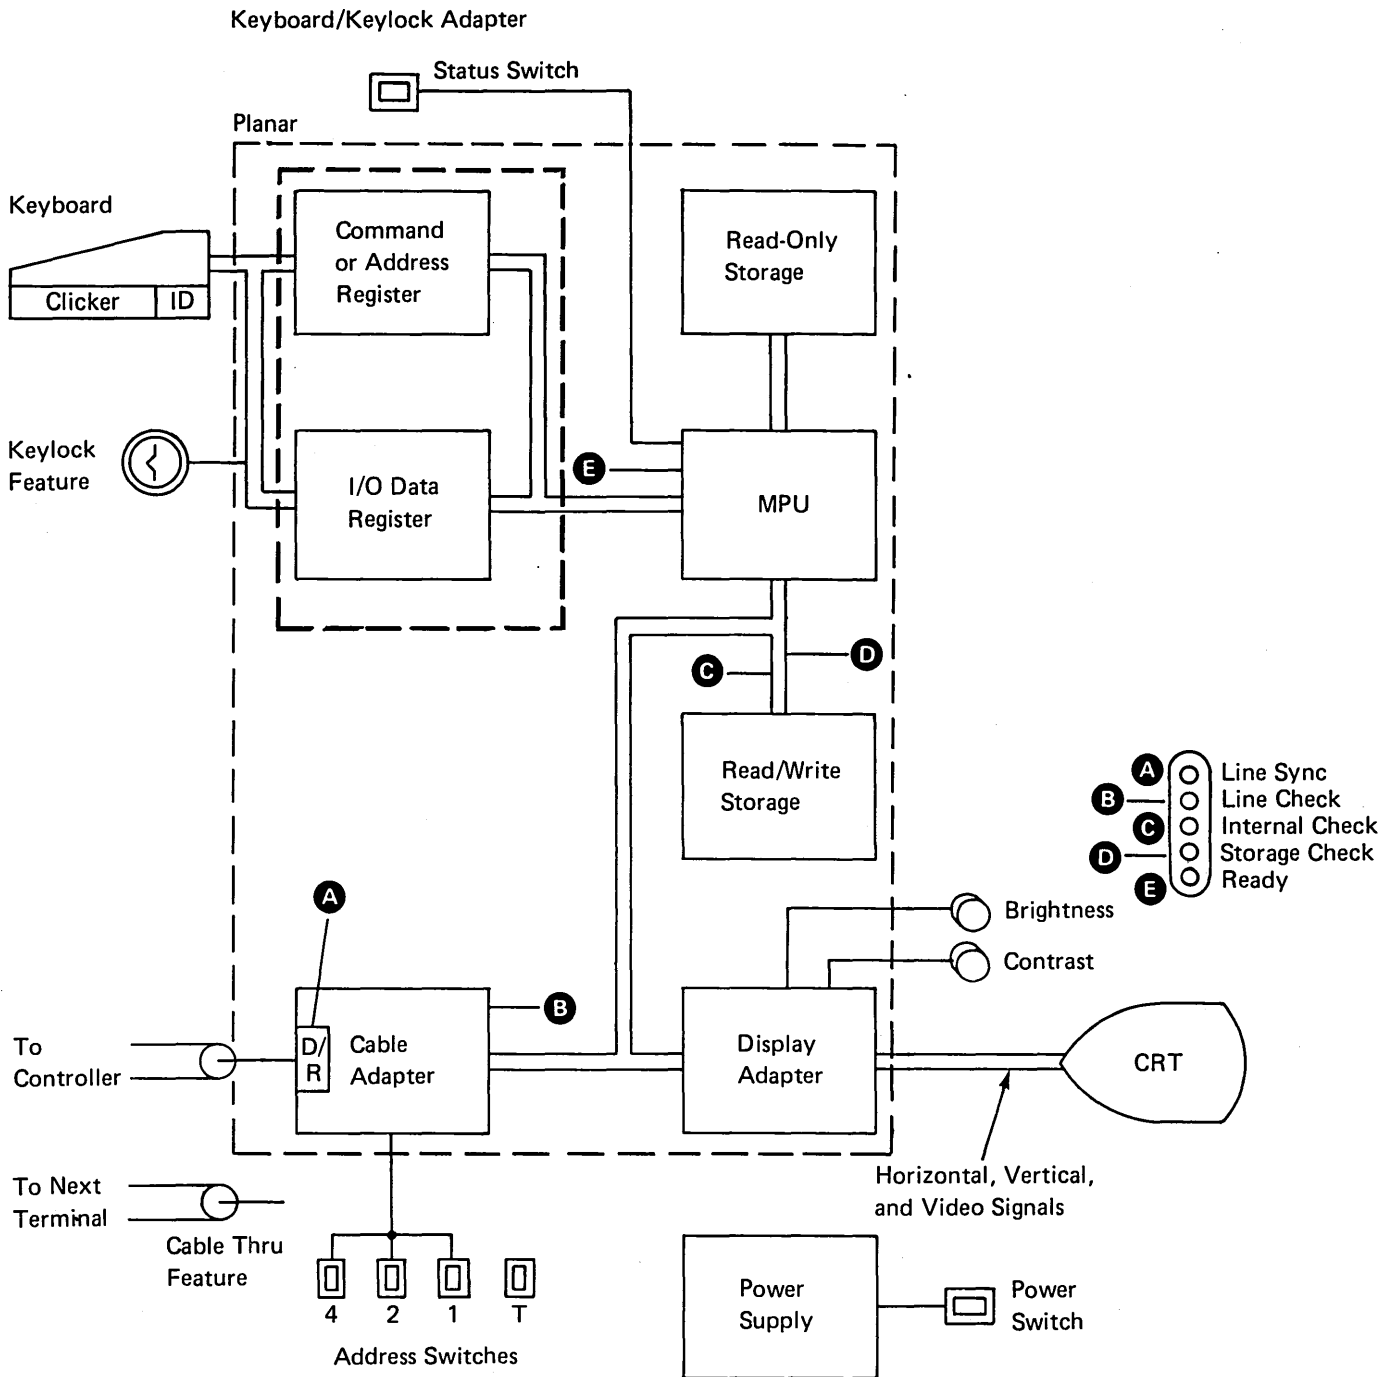 Keyboard/Keylock Adapter
Status Switch
Planar
Keyboard
Clicker
ID
Command
or Address
Register
Read-Only
Storage
Keylock
Feature
I/O Data
Register
E
MPU
C
D
Read/Write
Storage
A
Line Sync
B
Line Check
C
Internal Check
D
Storage Check
E
Ready
A
Brightness
Contrast
B
To
Controller
D/
R
Cable
Adapter
Display
Adapter
CRT
Horizontal, Vertical,
and Video Signals
To Next
Terminal
Cable Thru
Feature
4
2
1
T
Address Switches
Power
Supply
Power
Switch